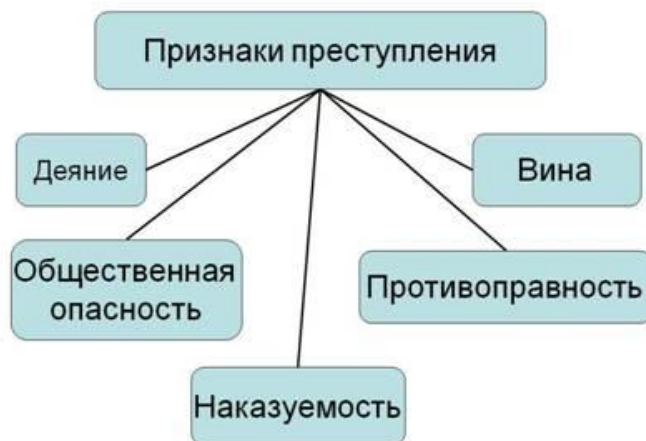 Признаки преступления
Деяние
Вина
Общественная
опасность
Противоправность
Наказуемость